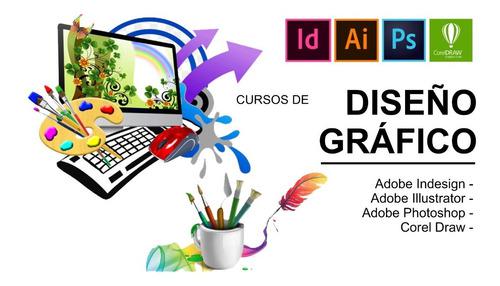 Id Ai Ps
CorelDRAW
CURSOS DE
DISEÑO
GRÁFICO
Adobe Indesign -
Adobe Illustrator -
Adobe Photoshop -
Corel Draw -